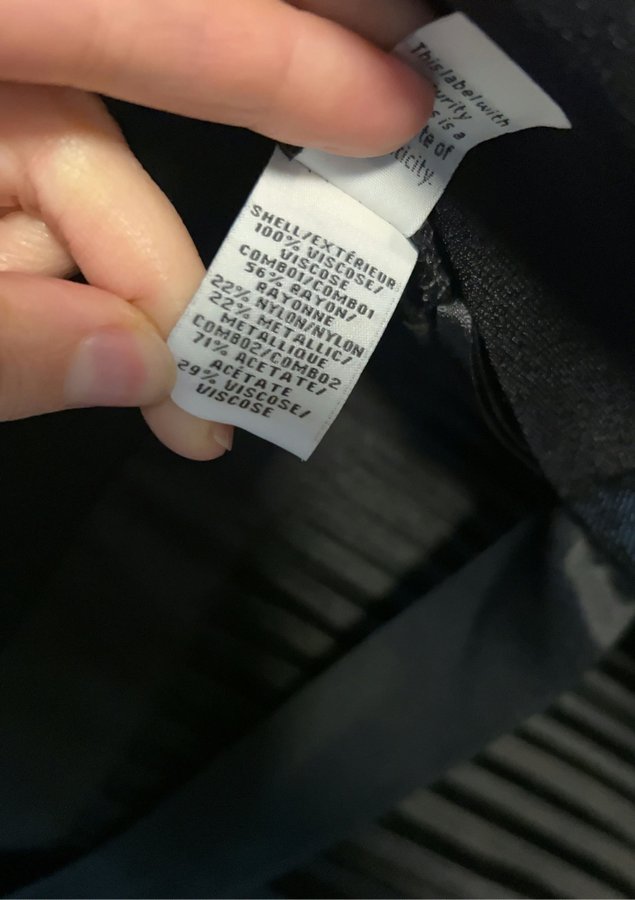 This label with
urity
s is a
te of
ticity.
SHELL/EXTÉRIEUR
100% VISCOSE/
VISCOSE
COMBO1/COMBO1
56% RAYON/
RAYONNE
22% NYLON/NYLON
22% METALLIC/
METALLIQUE
COMBO2/COMBO2
71% ACETATE/
ACÉTATE
29% VISCOSE/
VISCOSE